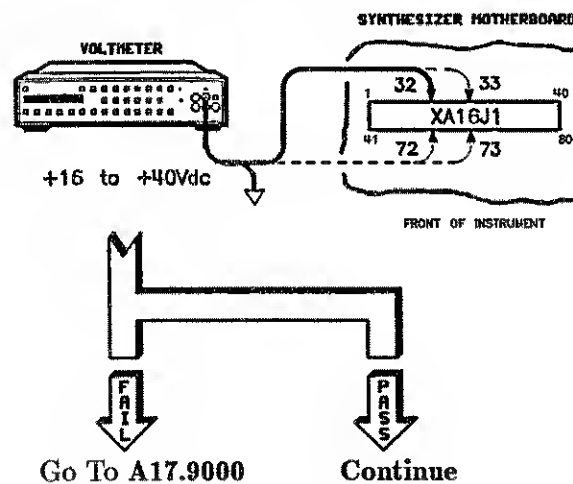 SYNTHESIZER MOTHERBOARD
VOLTMETER
32 33
1 40
XA16J1
41 80
72 73
+16 to +40Vdc
FRONT OF INSTRUMENT
FAIL
PASS
Go To A17.9000
Continue